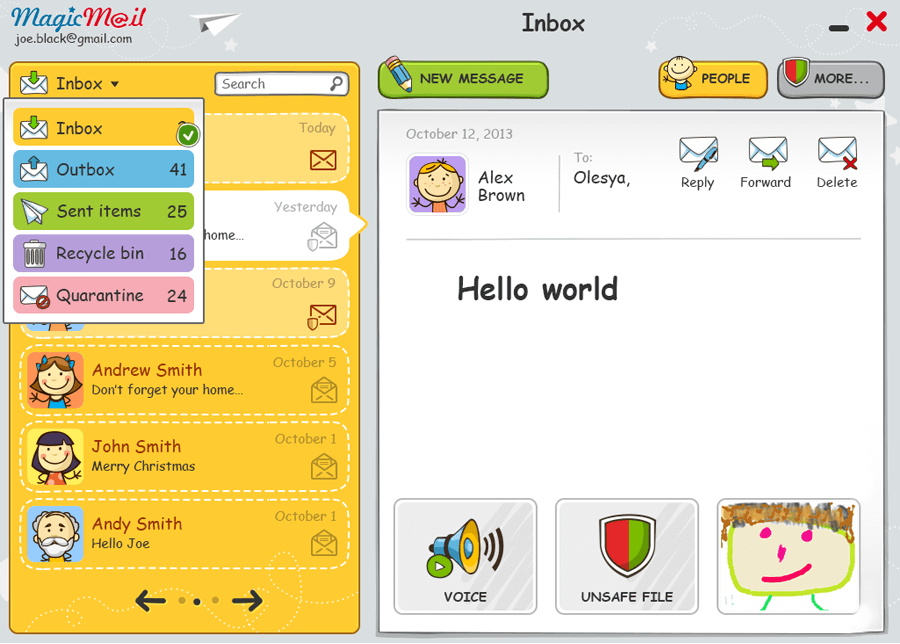 MagicM@il
joe.black@gmail.com
Inbox
Inbox
Search
NEW MESSAGE
PEOPLE
MORE...
Inbox
Outbox 41
Sent items 25
Recycle bin 16
Quarantine 24
Today
Yesterday
home...
October 9
Andrew Smith
October 5
Don't forget your home...
John Smith
October 1
Merry Christmas
Andy Smith
October 1
Hello Joe
October 12, 2013
Alex
Brown
To:
Olesya,
Reply
Forward
Delete
Hello world
VOICE
UNSAFE FILE